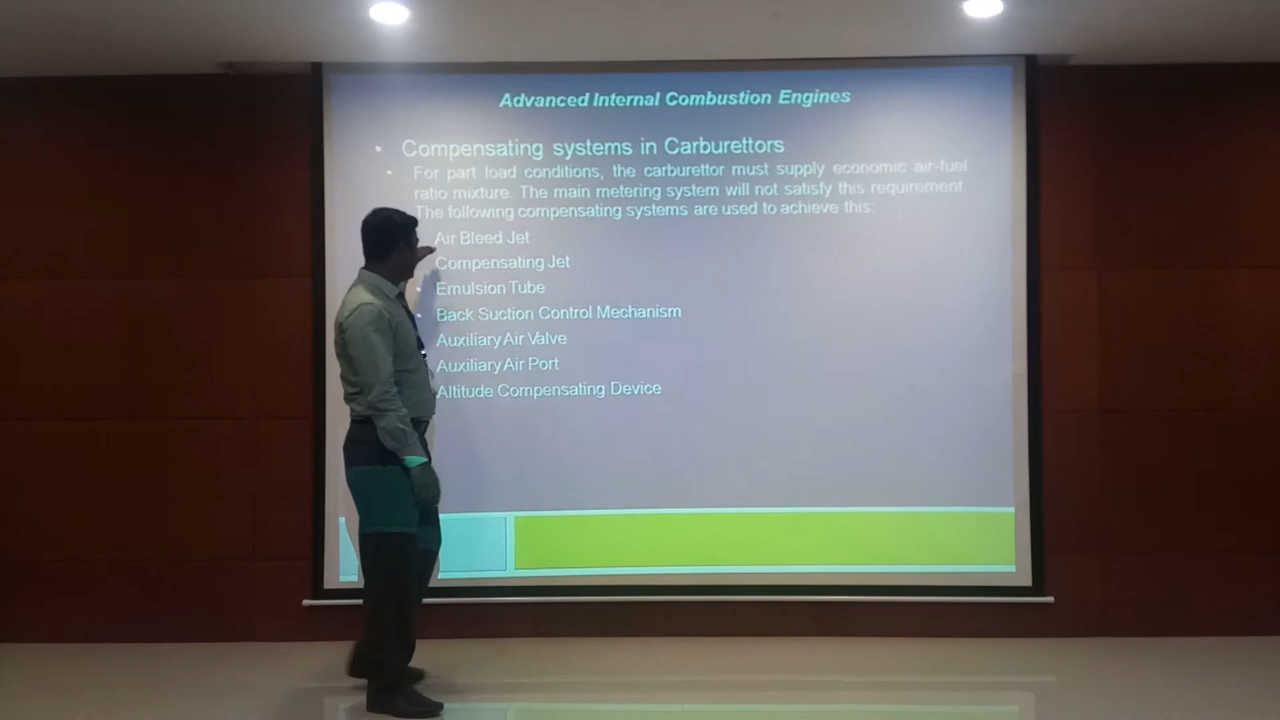 Advanced Internal Combustion Engines
Compensating systems in Carburettors
For part load conditions, the carburettor must supply economic air-fuel
ratio mixture. The main metering system will not satisfy this requirement.
The following compensating systems are used to achieve this:
Air Bleed Jet
Compensating Jet
Emulsion Tube
Back Suction Control Mechanism
Auxiliary Air Valve
Auxiliary Air Port
Altitude Compensating Device